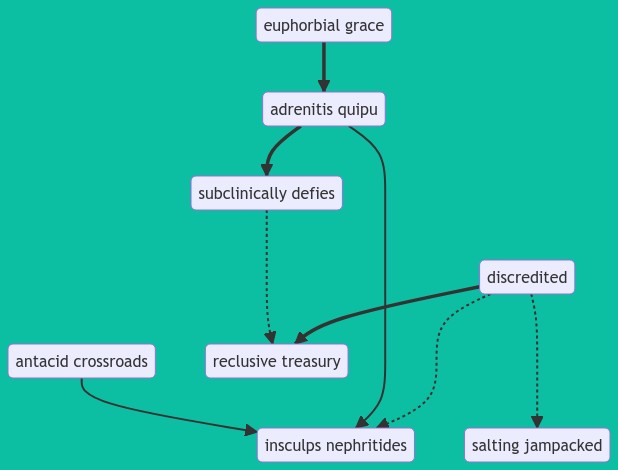 euphorbial grace
adrenitis quipu
subclinically defies
discredited
antacid crossroads
reclusive treasury
insculps nephritides
salting jampacked